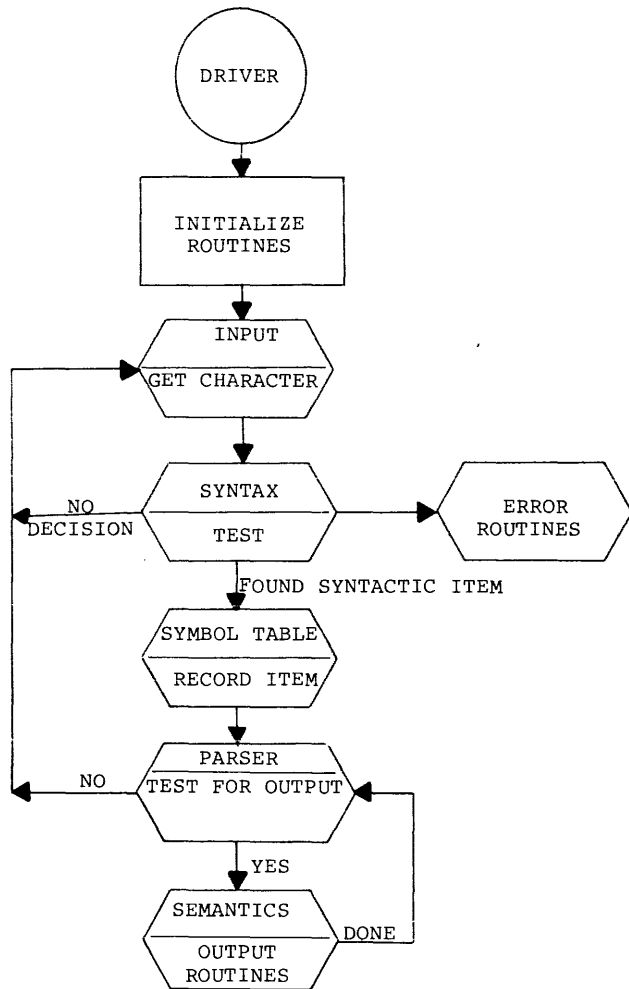 DRIVER
INITIALIZE
ROUTINES
INPUT
GET CHARACTER
SYNTAX
TEST
NO
DECISION
ERROR
ROUTINES
FOUND SYNTACTIC ITEM
SYMBOL TABLE
RECORD ITEM
PARSER
TEST FOR OUTPUT
NO
YES
SEMANTICS
OUTPUT
ROUTINES
DONE